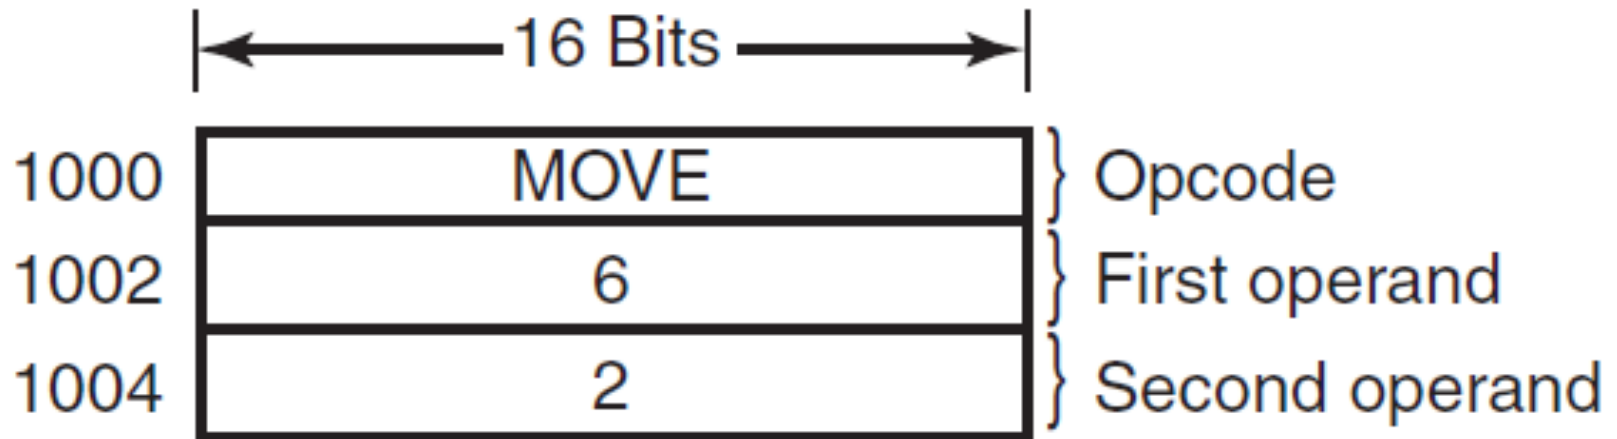 16 Bits
1000 MOVE Opcode
1002 6 First operand
1004 2 Second operand